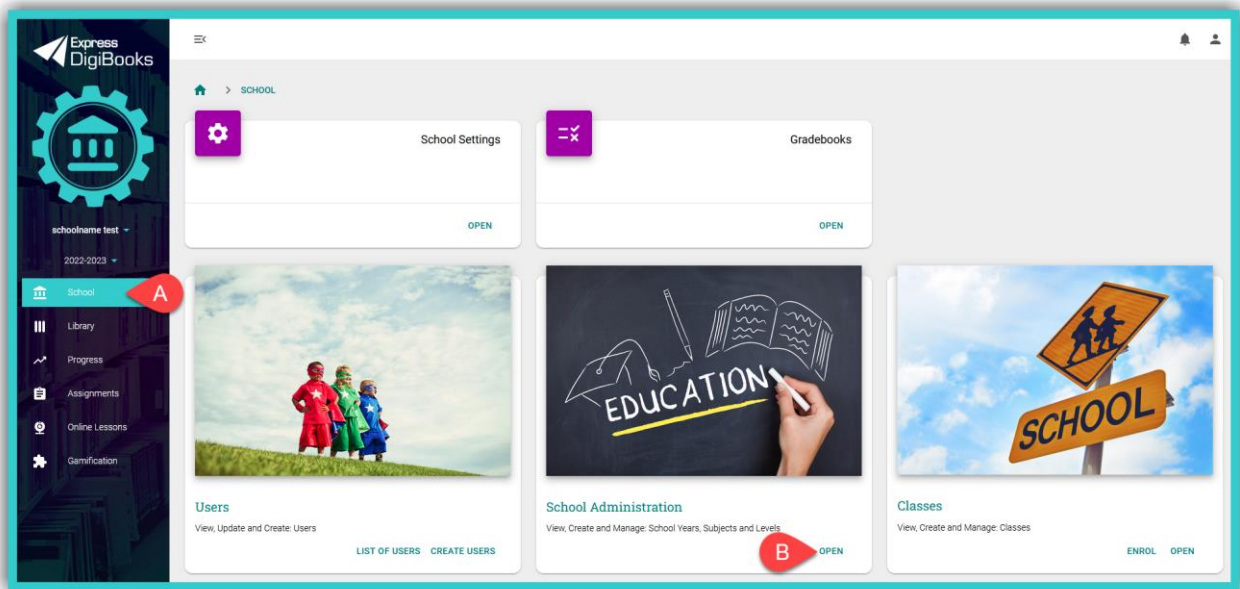 Express
DigiBooks
schoolname test
2022-2023
School
Library
Progress
Assignments
Online Lessons
Gamification
A
> SCHOOL
School Settings
OPEN
Gradebooks
OPEN
Users
View, Update and Create: Users
LIST OF USERS CREATE USERS
EDUCATION
School Administration
View, Create and Manage: School Years, Subjects and Levels
B
OPEN
SCHOOL
Classes
View, Create and Manage: Classes
ENROL OPEN